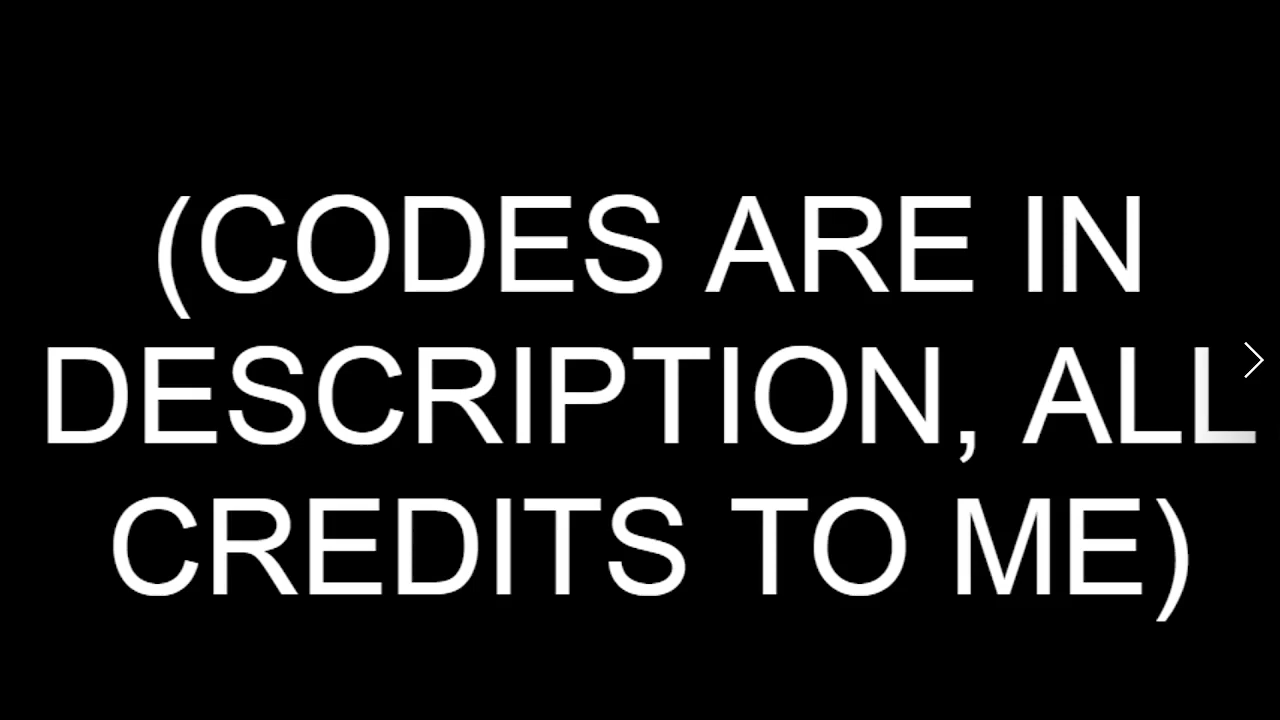 (CODES ARE IN
DESCRIPTION, ALL
CREDITS TO ME)